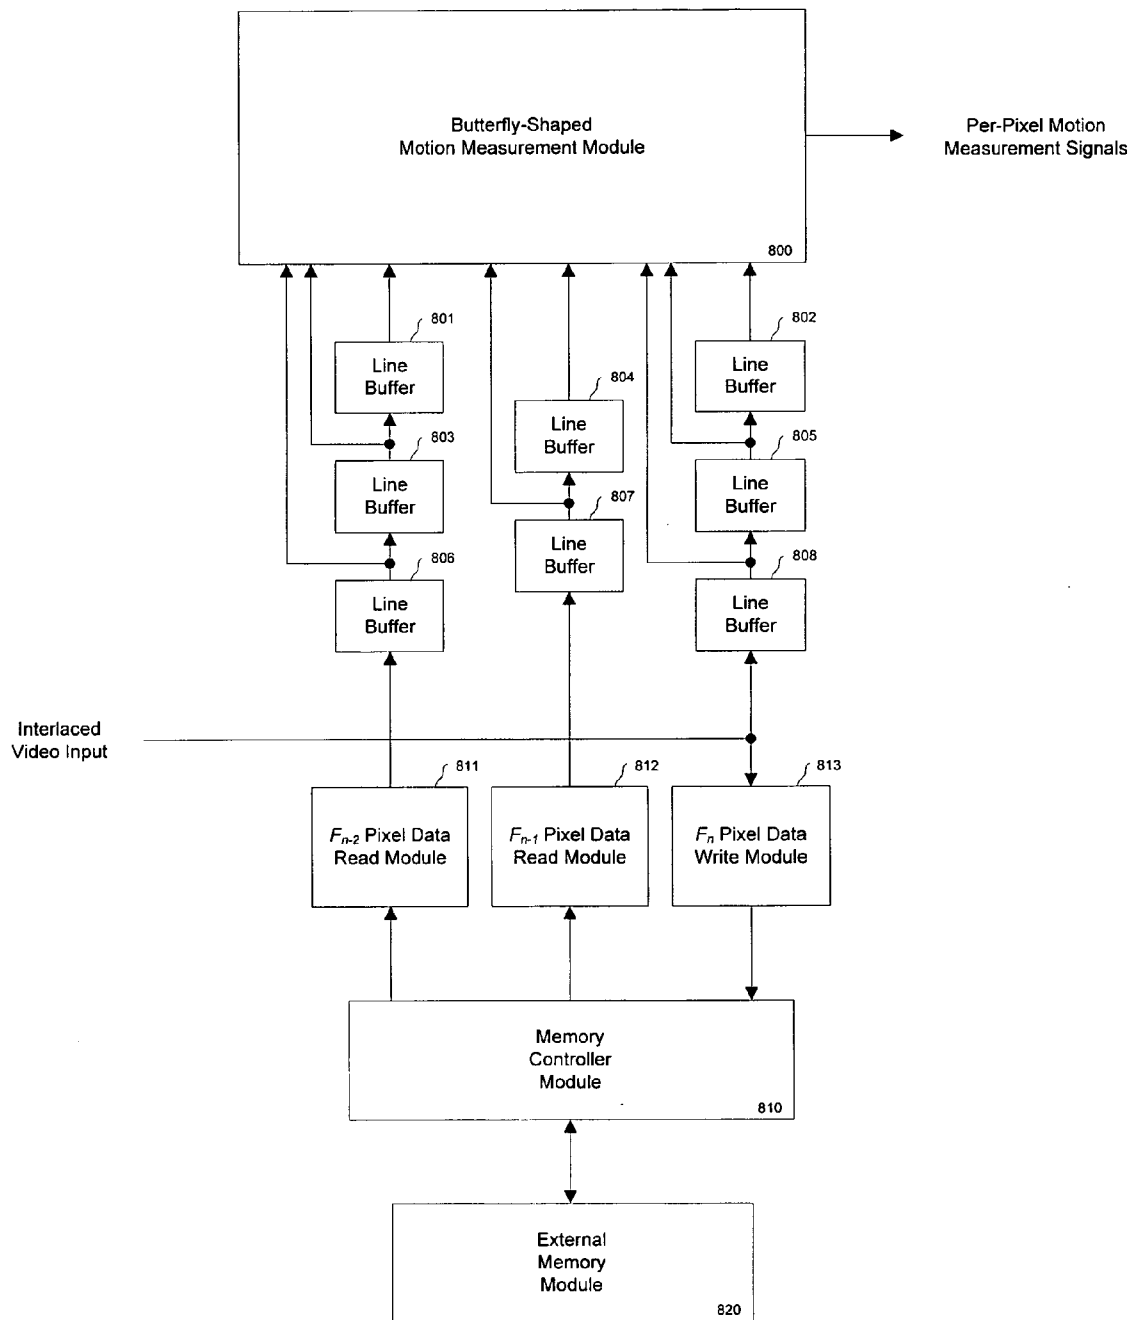 Butterfly-Shaped
Motion Measurement Module
800
Per-Pixel Motion
Measurement Signals
801
Line
Buffer
802
Line
Buffer
804
Line
Buffer
803
Line
Buffer
805
Line
Buffer
807
Line
Buffer
806
Line
Buffer
808
Line
Buffer
Interlaced
Video Input
811
Fn-2 Pixel Data
Read Module
812
Fn-1 Pixel Data
Read Module
813
Fn Pixel Data
Write Module
Memory
Controller
Module
810
External
Memory
Module
820